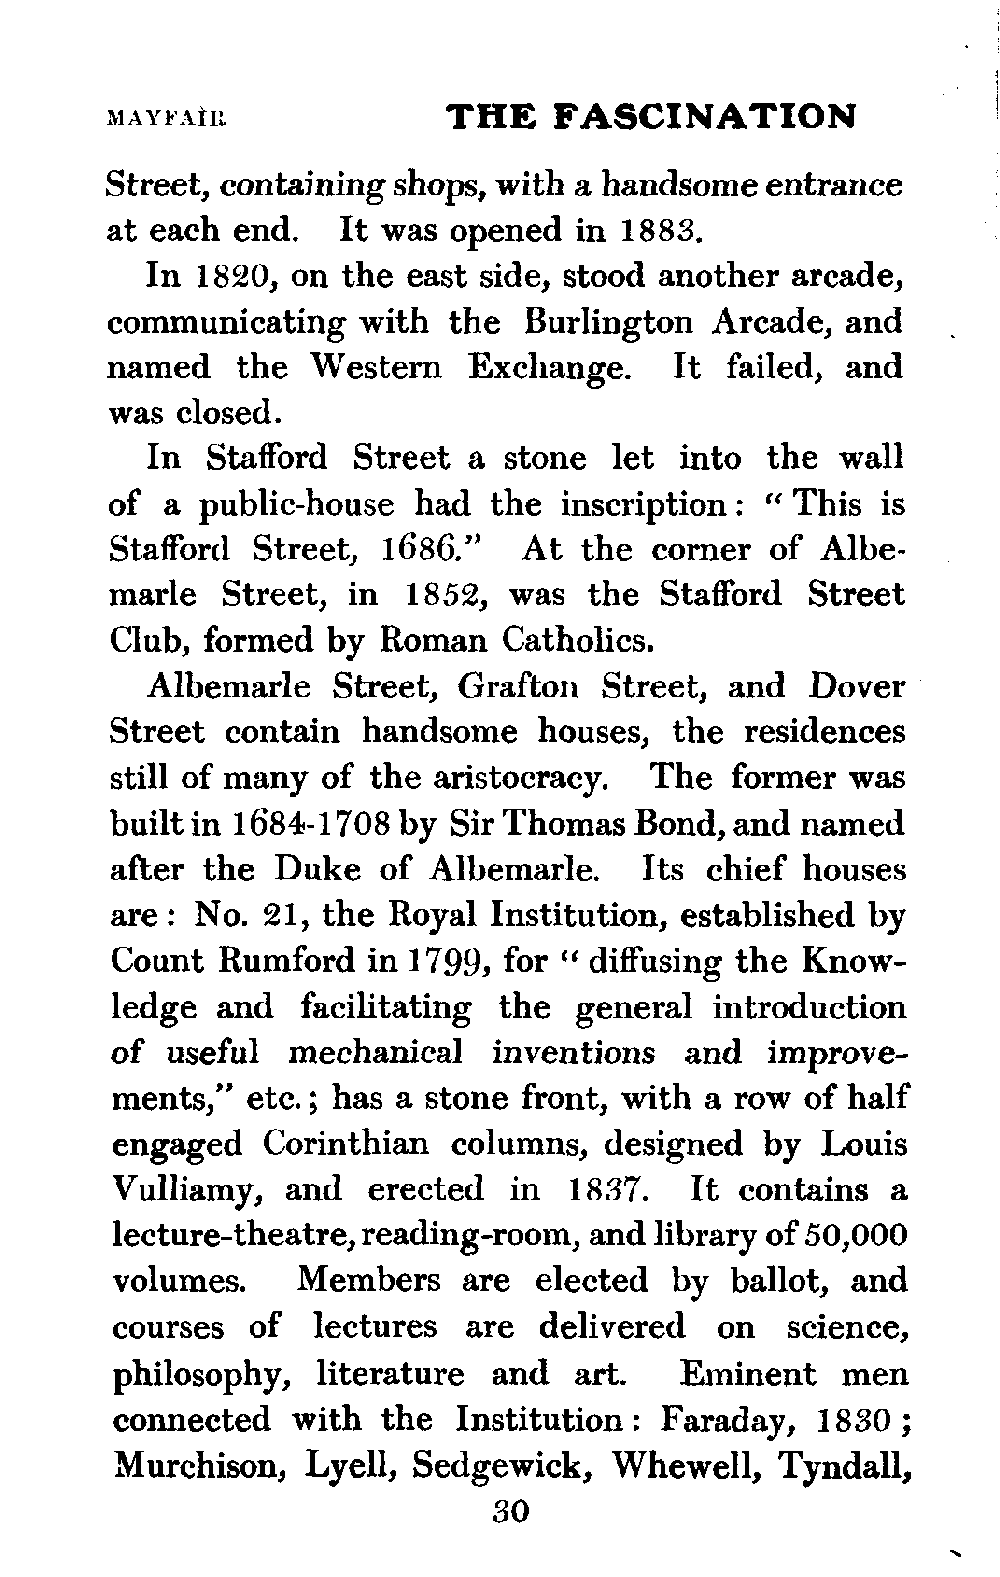 MAYFAIR THE FASCINATION
Street, containing shops, with a handsome entrance
at each end. It was opened in 1883.
In 1820, on the east side, stood another arcade,
communicating with the Burlington Arcade, and
named the Western Exchange. It failed, and
was closed.
In Stafford Street a stone let into the wall
of a public-house had the inscription: “ This is
Stafford Street, 1686.” At the corner of Albe-
marle Street, in 1852, was the Stafford Street
Club, formed by Roman Catholics.
Albemarle Street, Grafton Street, and Dover
Street contain handsome houses, the residences
still of many of the aristocracy. The former was
built in 1684-1708 by Sir Thomas Bond, and named
after the Duke of Albemarle. Its chief houses
are : No. 21, the Royal Institution, established by
Count Rumford in 1799, for “ diffusing the Know-
ledge and facilitating the general introduction
of useful mechanical inventions and improve-
ments,” etc. ; has a stone front, with a row of half
engaged Corinthian columns, designed by Louis
Vulliamy, and erected in 1837. It contains a
lecture-theatre, reading-room, and library of 50,000
volumes. Members are elected by ballot, and
courses of lectures are delivered on science,
philosophy, literature and art. Eminent men
connected with the Institution : Faraday, 1830 ;
Murchison, Lyell, Sedgewick, Whewell, Tyndall,
30